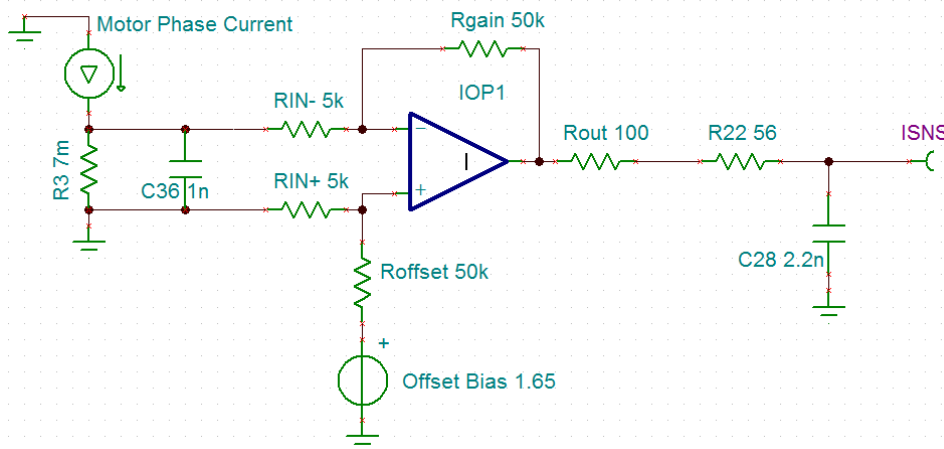 Motor Phase Current
Rgain 50k
IOP1
RIN- 5k
Rout 100
R22 56
ISNS
R3 7m
C36 1n
RIN+ 5k
C28 2.2n
Roffset 50k
+
Offset Bias 1.65